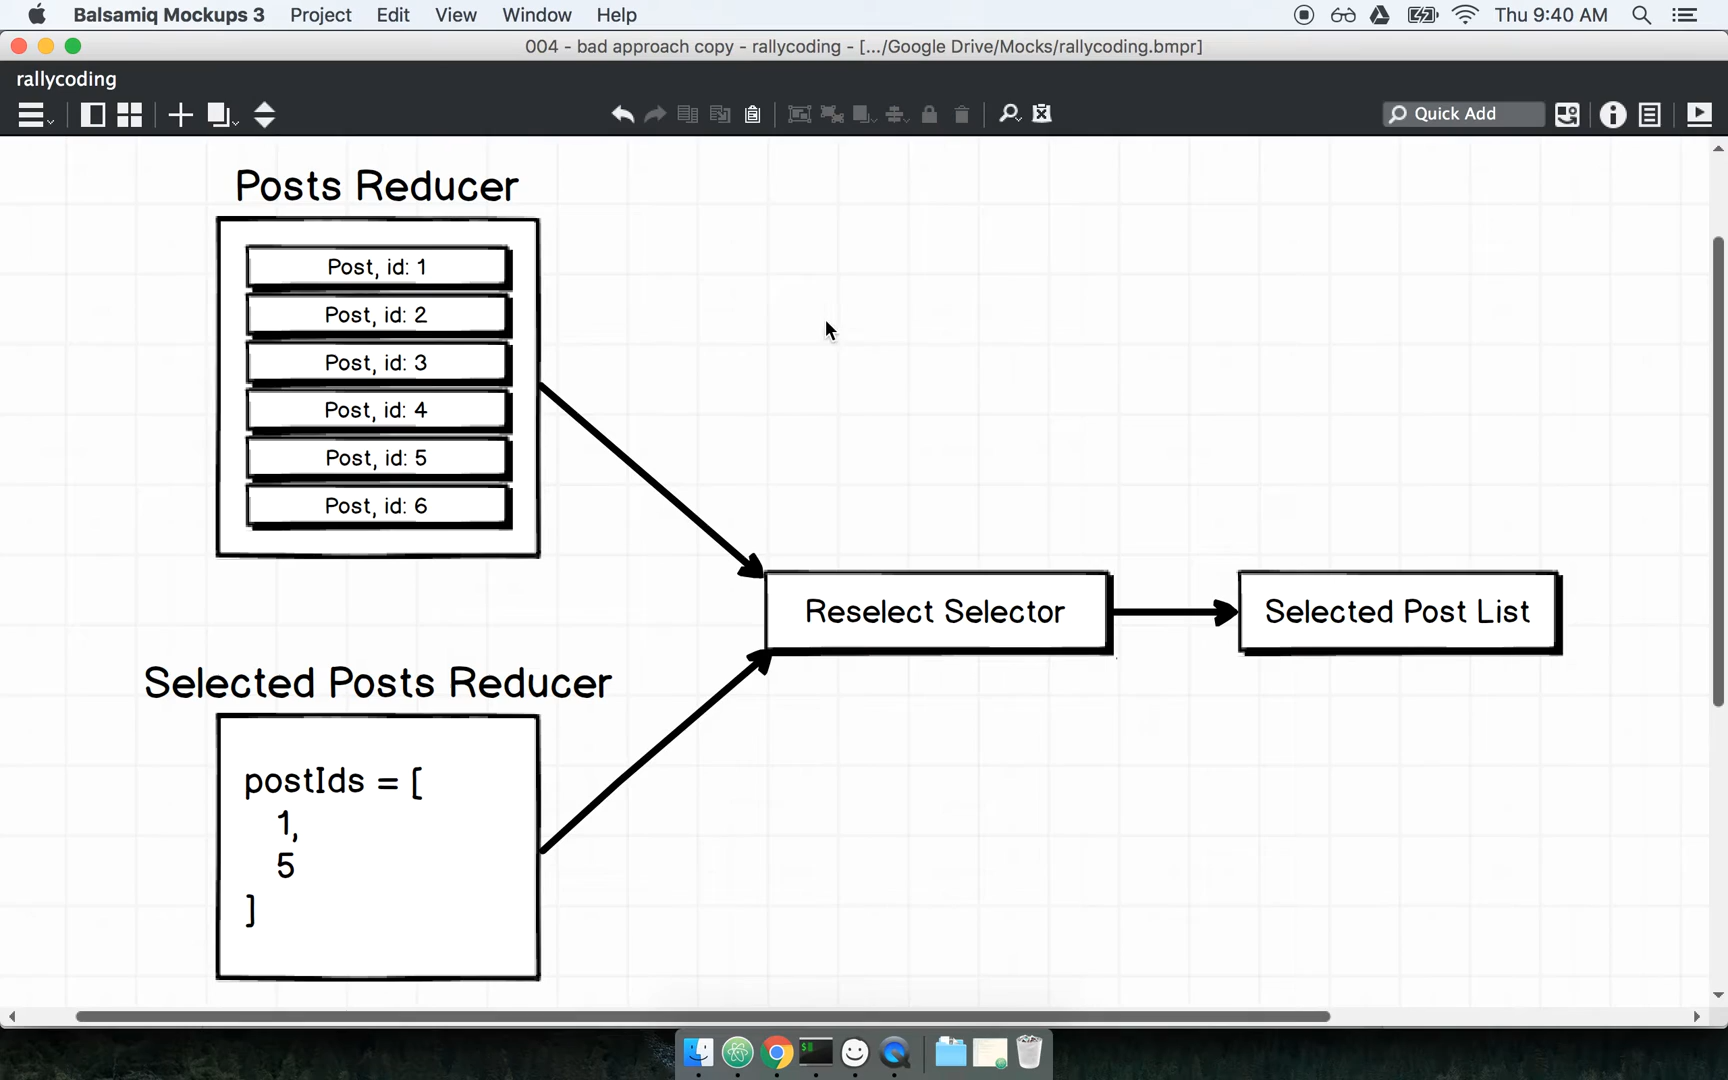 Balsamiq Mockups 3 Project Edit View Window Help Thu 9:40 AM
004 - bad approach copy - rallycoding - [.../Google Drive/Mocks/rallycoding.bmpr]
rallycoding
Quick Add
Posts Reducer
Post, id: 1
Post, id: 2
Post, id: 3
Post, id: 4
Post, id: 5
Post, id: 6
Reselect Selector
Selected Post List
Selected Posts Reducer
postIds = [
1,
5
]